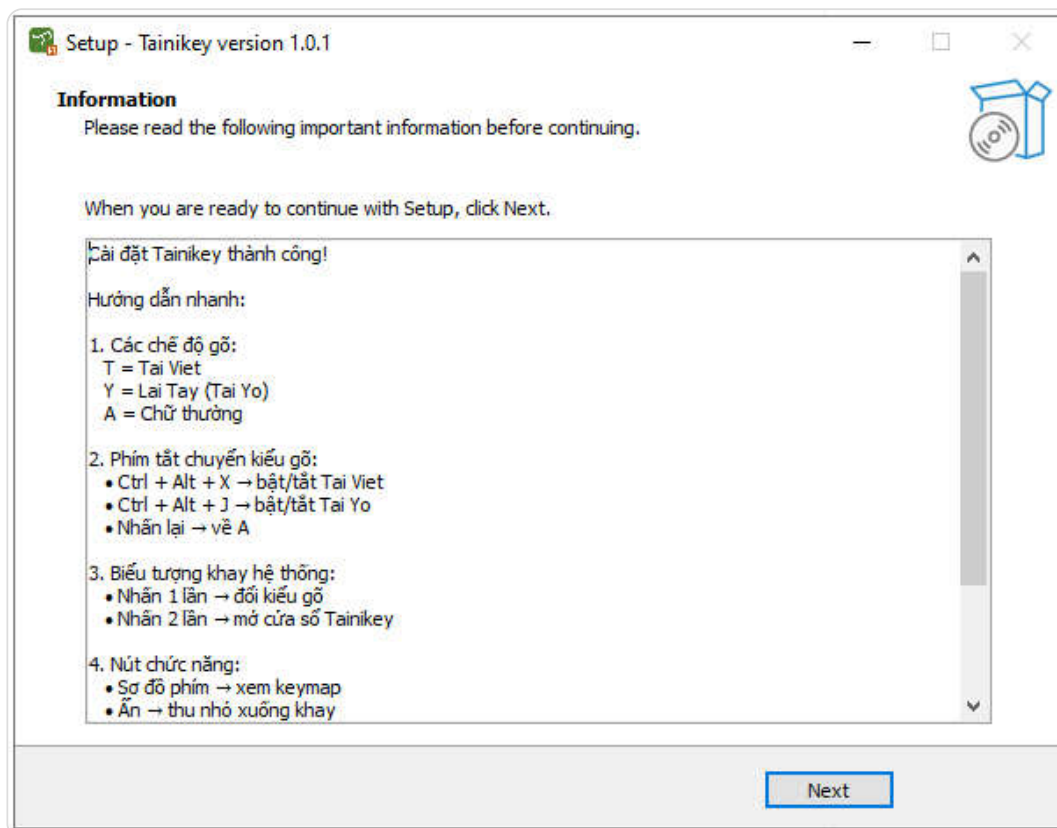 Setup - Tainikey version 1.0.1
Information
Please read the following important information before continuing.
When you are ready to continue with Setup, click Next.
Cài đặt Tainikey thành công!
Hướng dẫn nhanh:
1. Các chế độ gõ:
T = Tai Viet
Y = Lai Tay (Tai Yo)
A = Chữ thường
2. Phím tắt chuyển kiểu gõ:
• Ctrl + Alt + X → bật/tắt Tai Viet
• Ctrl + Alt + J → bật/tắt Tai Yo
• Nhấn lại → về A
3. Biểu tượng khay hệ thống:
• Nhấn 1 lần → đổi kiểu gõ
• Nhấn 2 lần → mở cửa sổ Tainikey
4. Nút chức năng:
• Sơ đồ phím → xem keymap
• Ẩn → thu nhỏ xuống khay
Next